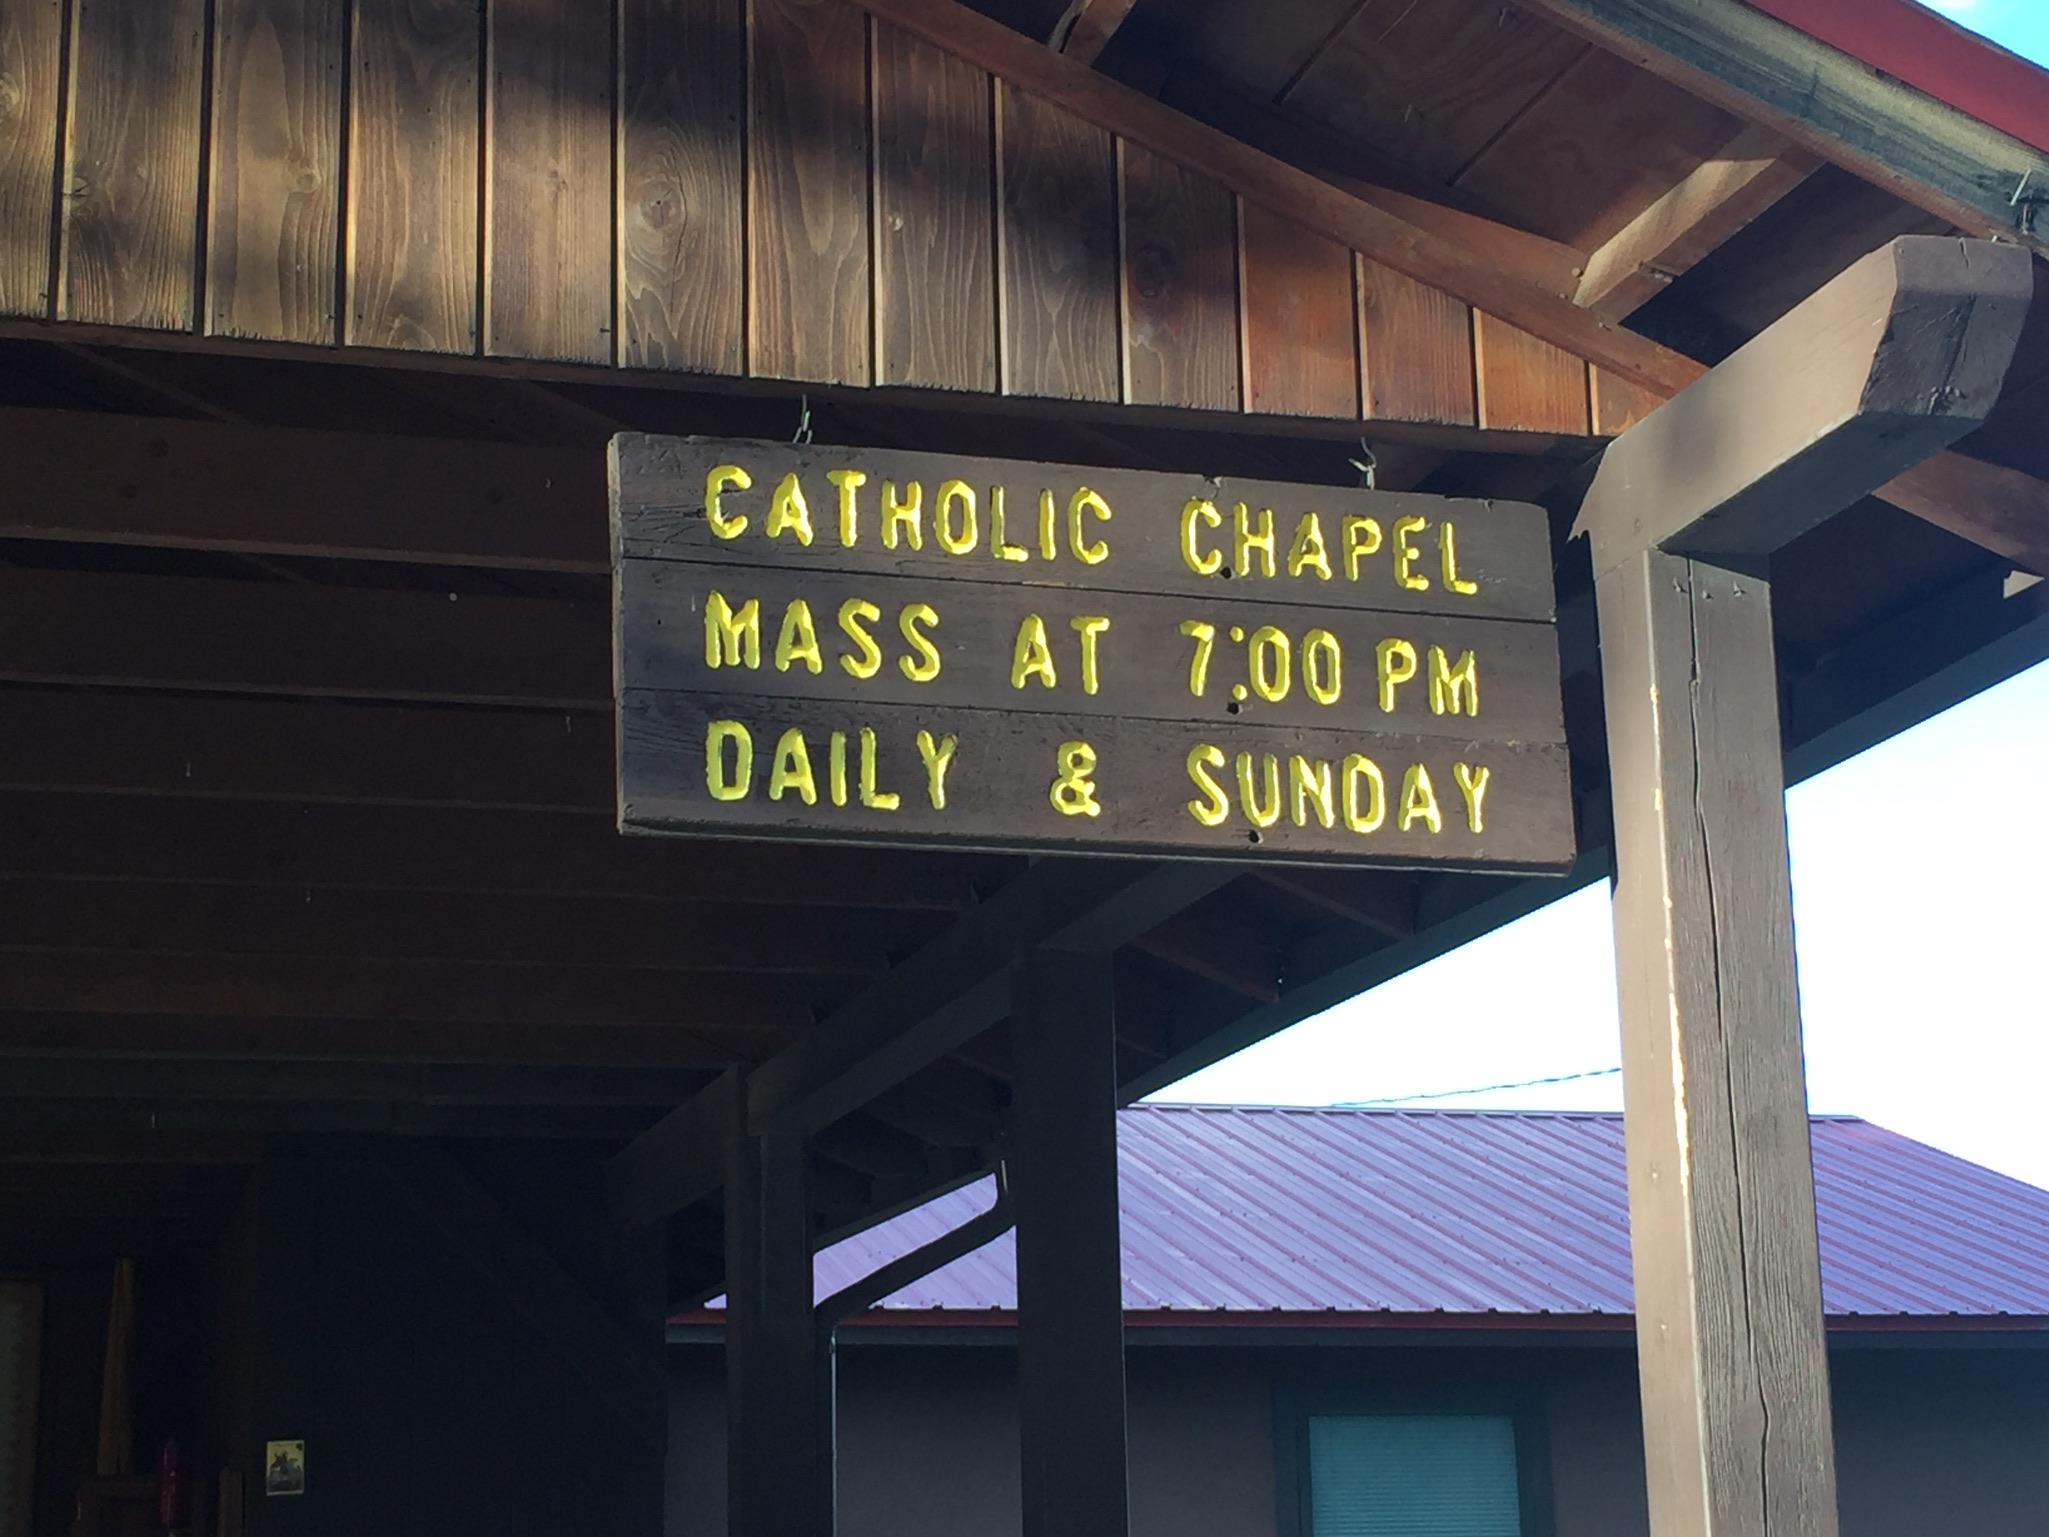 CATHOLIC CHAPEL
MASS AT 7:00 PM
DAILY & SUNDAY